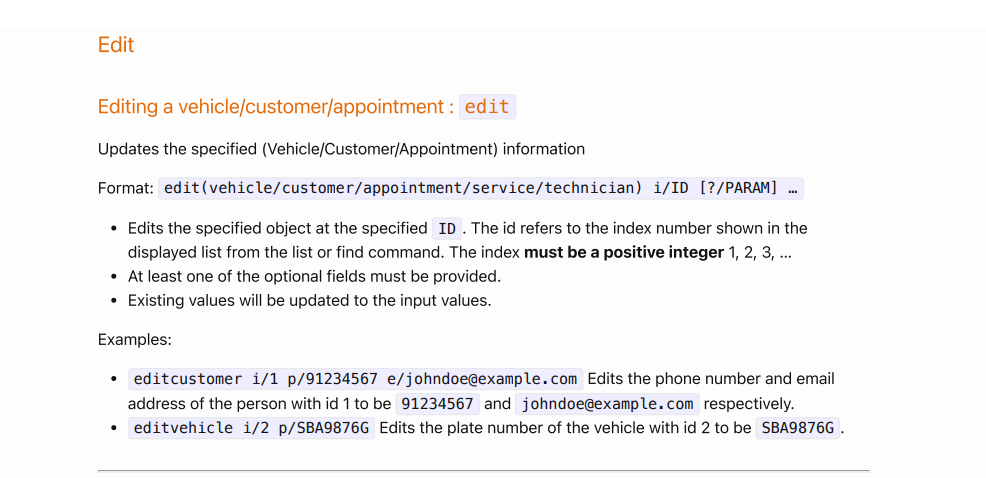 Edit
Editing a vehicle/customer/appointment : edit
Updates the specified (Vehicle/Customer/Appointment) information
Format: edit(vehicle/customer/appointment/service/technician) i/ID [?/PARAM] …
• Edits the specified object at the specified ID . The id refers to the index number shown in the
displayed list from the list or find command. The index must be a positive integer 1, 2, 3, …
• At least one of the optional fields must be provided.
• Existing values will be updated to the input values.
Examples:
• editcustomer i/1 p/91234567 e/johndoe@example.com Edits the phone number and email
address of the person with id 1 to be 91234567 and johndoe@example.com respectively.
• editvehicle i/2 p/SBA9876G Edits the plate number of the vehicle with id 2 to be SBA9876G .